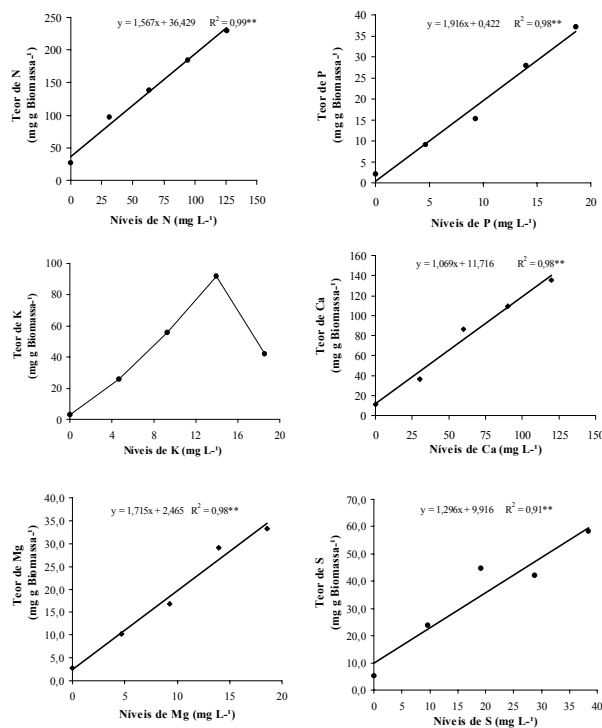 y = 1,567x + 36,429 R² = 0,99**
Teor de N
(mg g Biomassa-¹)
250
200
150
100
50
0
0 25 50 75 100 125 150
Níveis de N (mg L-¹)
y = 1,916x + 0,422 R² = 0,98**
Teor de P
(mg g Biomassa-¹)
40
35
30
25
20
15
10
5
0
0 5 10 15 20
Níveis de P (mg L-¹)
Teor de K
(mg g Biomassa-¹)
100
80
60
40
20
0
0 4 8 12 16 20
Níveis de K (mg L-¹)
y = 1,069x + 11,716 R² = 0,98**
Teor de Ca
(mg g Biomassa-¹)
160
140
120
100
80
60
40
20
0
0 25 50 75 100 125
Níveis de Ca (mg L-¹)
y = 1,715x + 2,465 R² = 0,98**
Teor de Mg
(mg g Biomassa-¹)
40,0
35,0
30,0
25,0
20,0
15,0
10,0
5,0
0,0
0 5 10 15 20
Níveis de Mg (mg L-¹)
y = 1,296x + 9,916 R² = 0,91**
Teor de S
(mg g Biomassa-¹)
70,0
60,0
50,0
40,0
30,0
20,0
10,0
0,0
0 10 20 30 40
Níveis de S (mg L-¹)